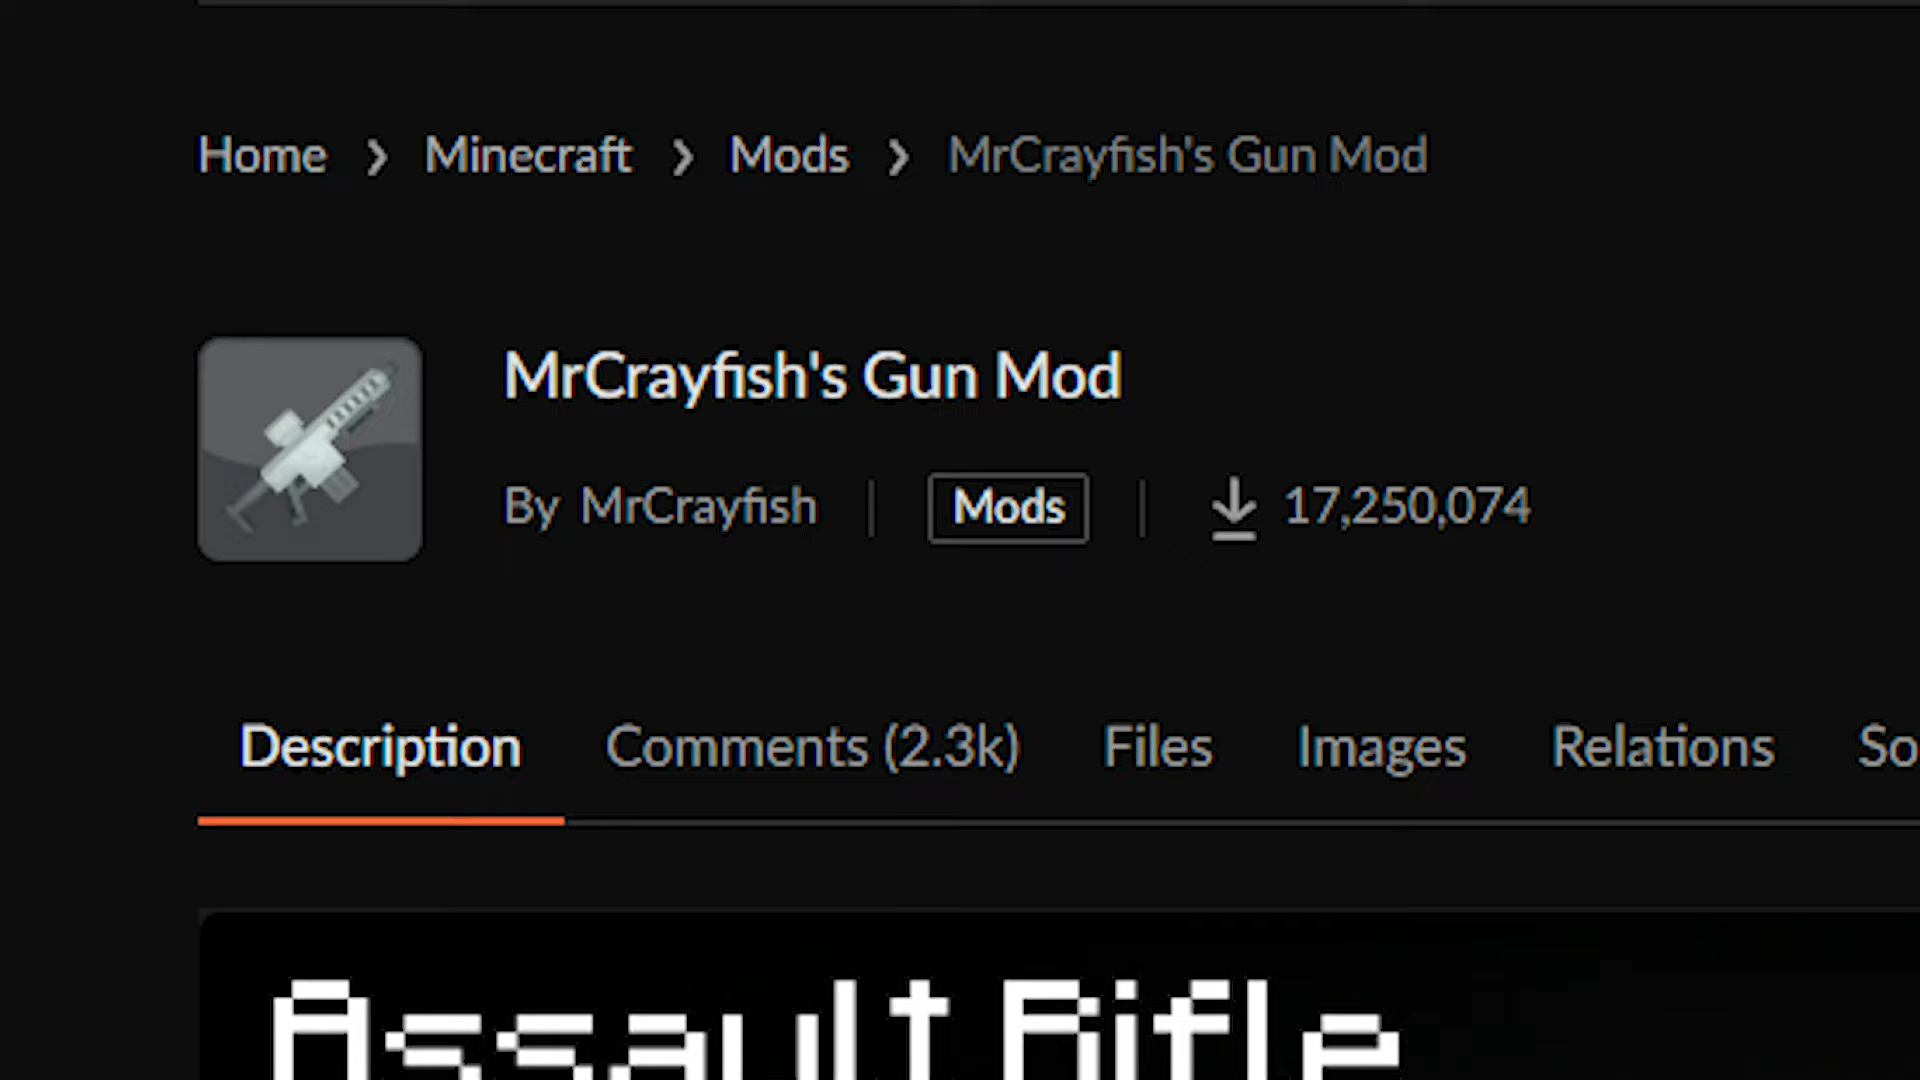 Home > Minecraft > Mods > MrCrayfish's Gun Mod
MrCrayfish's Gun Mod
By MrCrayfish | Mods | 17,250,074
Description Comments (2.3k) Files Images Relations So
Assault Rifle